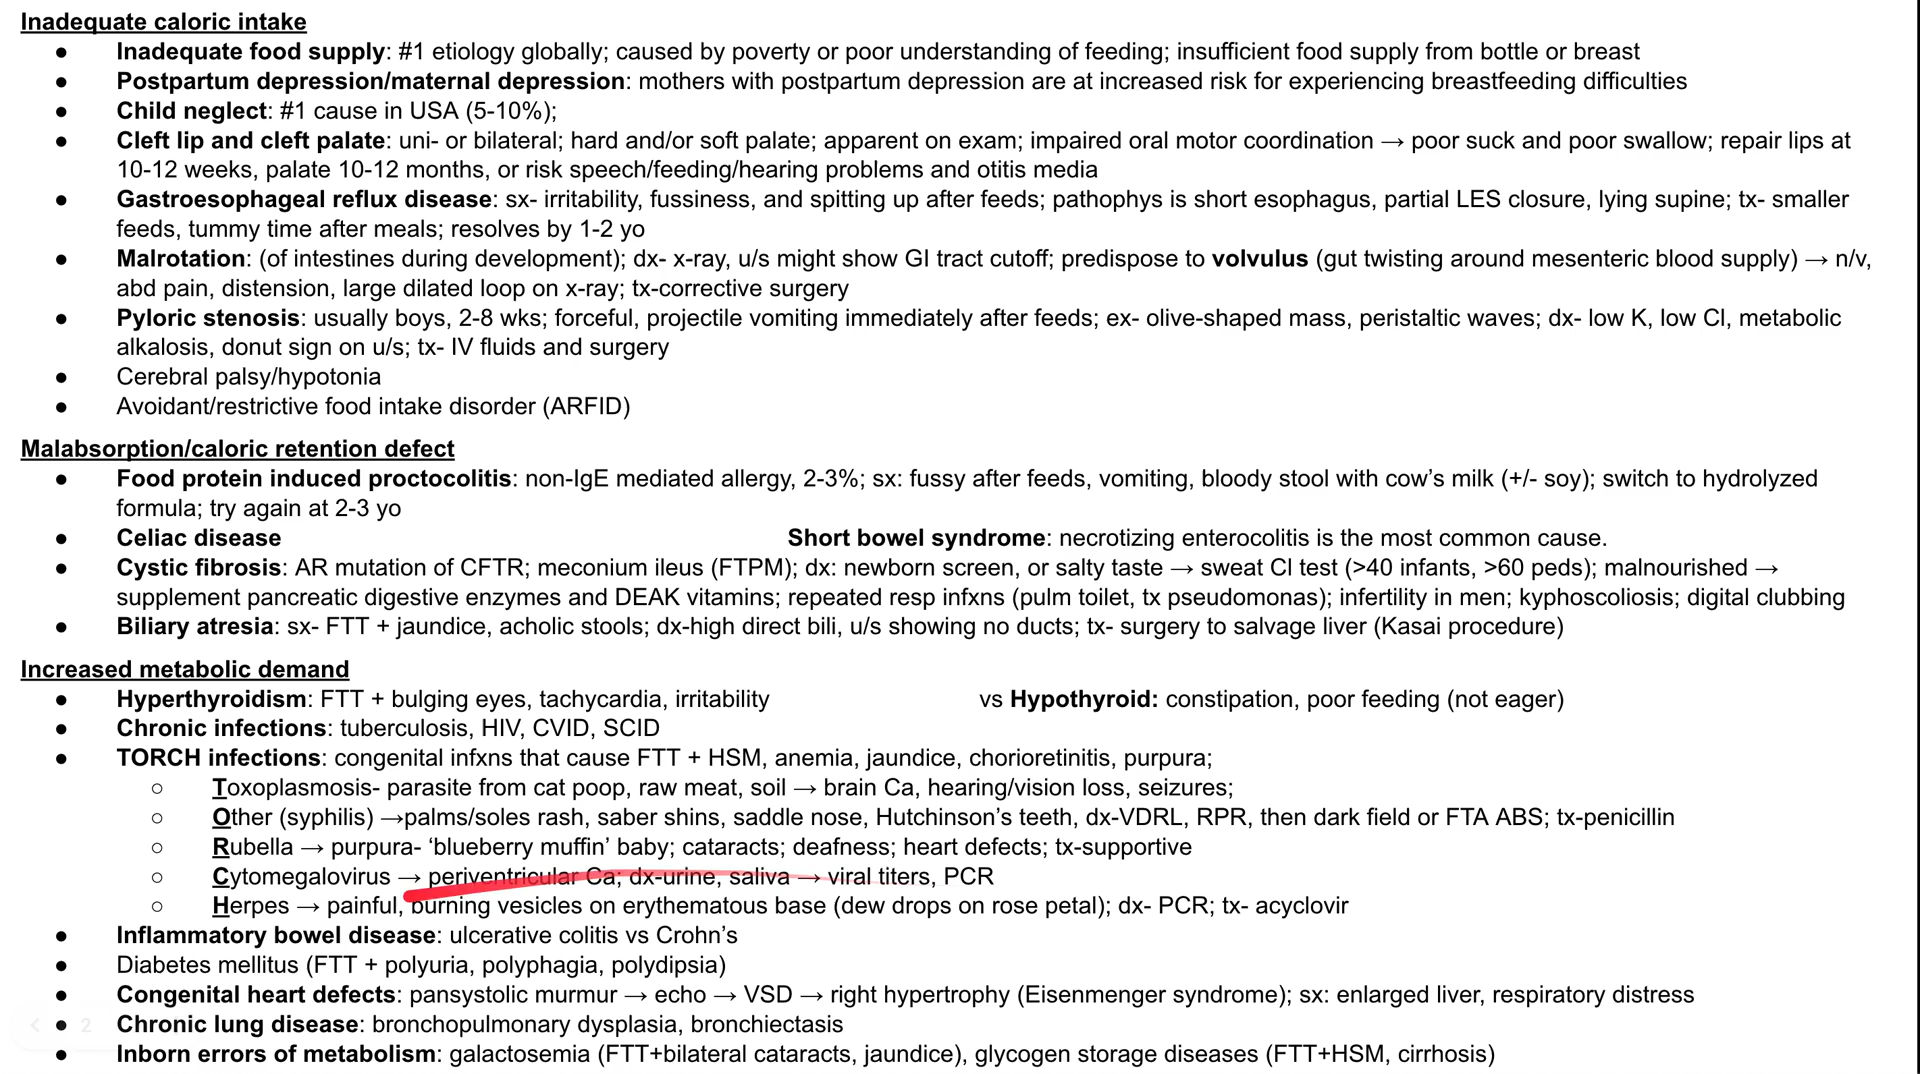 Inadequate caloric intake
● Inadequate food supply: #1 etiology globally; caused by poverty or poor understanding of feeding; insufficient food supply from bottle or breast
● Postpartum depression/maternal depression: mothers with postpartum depression are at increased risk for experiencing breastfeeding difficulties
● Child neglect: #1 cause in USA (5-10%);
● Cleft lip and cleft palate: uni- or bilateral; hard and/or soft palate; apparent on exam; impaired oral motor coordination → poor suck and poor swallow; repair lips at
10-12 weeks, palate 10-12 months, or risk speech/feeding/hearing problems and otitis media
● Gastroesophageal reflux disease: sx- irritability, fussiness, and spitting up after feeds; pathophys is short esophagus, partial LES closure, lying supine; tx- smaller
feeds, tummy time after meals; resolves by 1-2 yo
● Malrotation: (of intestines during development); dx- x-ray, u/s might show GI tract cutoff; predispose to volvulus (gut twisting around mesenteric blood supply) → n/v,
abd pain, distension, large dilated loop on x-ray; tx-corrective surgery
● Pyloric stenosis: usually boys, 2-8 wks; forceful, projectile vomiting immediately after feeds; ex- olive-shaped mass, peristaltic waves; dx- low K, low Cl, metabolic
alkalosis, donut sign on u/s; tx- IV fluids and surgery
● Cerebral palsy/hypotonia
● Avoidant/restrictive food intake disorder (ARFID)
Malabsorption/caloric retention defect
● Food protein induced proctocolitis: non-IgE mediated allergy, 2-3%; sx: fussy after feeds, vomiting, bloody stool with cow's milk (+/- soy); switch to hydrolyzed
formula; try again at 2-3 yo
● Celiac disease Short bowel syndrome: necrotizing enterocolitis is the most common cause.
● Cystic fibrosis: AR mutation of CFTR; meconium ileus (FTPM); dx: newborn screen, or salty taste → sweat Cl test (>40 infants, >60 peds); malnourished →
supplement pancreatic digestive enzymes and DEAK vitamins; repeated resp infxns (pulm toilet, tx pseudomonas); infertility in men; kyphoscoliosis; digital clubbing
● Biliary atresia: sx- FTT + jaundice, acholic stools; dx-high direct bili, u/s showing no ducts; tx- surgery to salvage liver (Kasai procedure)
Increased metabolic demand
● Hyperthyroidism: FTT + bulging eyes, tachycardia, irritability vs Hypothyroid: constipation, poor feeding (not eager)
● Chronic infections: tuberculosis, HIV, CVID, SCID
● TORCH infections: congenital infxns that cause FTT + HSM, anemia, jaundice, chorioretinitis, purpura;
○ Toxoplasmosis- parasite from cat poop, raw meat, soil → brain Ca, hearing/vision loss, seizures;
○ Other (syphilis) →palms/soles rash, saber shins, saddle nose, Hutchinson's teeth, dx-VDRL, RPR, then dark field or FTA ABS; tx-penicillin
○ Rubella → purpura- 'blueberry muffin' baby; cataracts; deafness; heart defects; tx-supportive
○ Cytomegalovirus → periventricular Ca; dx-urine, saliva → viral titers, PCR
○ Herpes → painful, burning vesicles on erythematous base (dew drops on rose petal); dx- PCR; tx- acyclovir
● Inflammatory bowel disease: ulcerative colitis vs Crohn's
● Diabetes mellitus (FTT + polyuria, polyphagia, polydipsia)
● Congenital heart defects: pansystolic murmur → echo → VSD → right hypertrophy (Eisenmenger syndrome); sx: enlarged liver, respiratory distress
2
● Chronic lung disease: bronchopulmonary dysplasia, bronchiectasis
● Inborn errors of metabolism: galactosemia (FTT+bilateral cataracts, jaundice), glycogen storage diseases (FTT+HSM, cirrhosis)